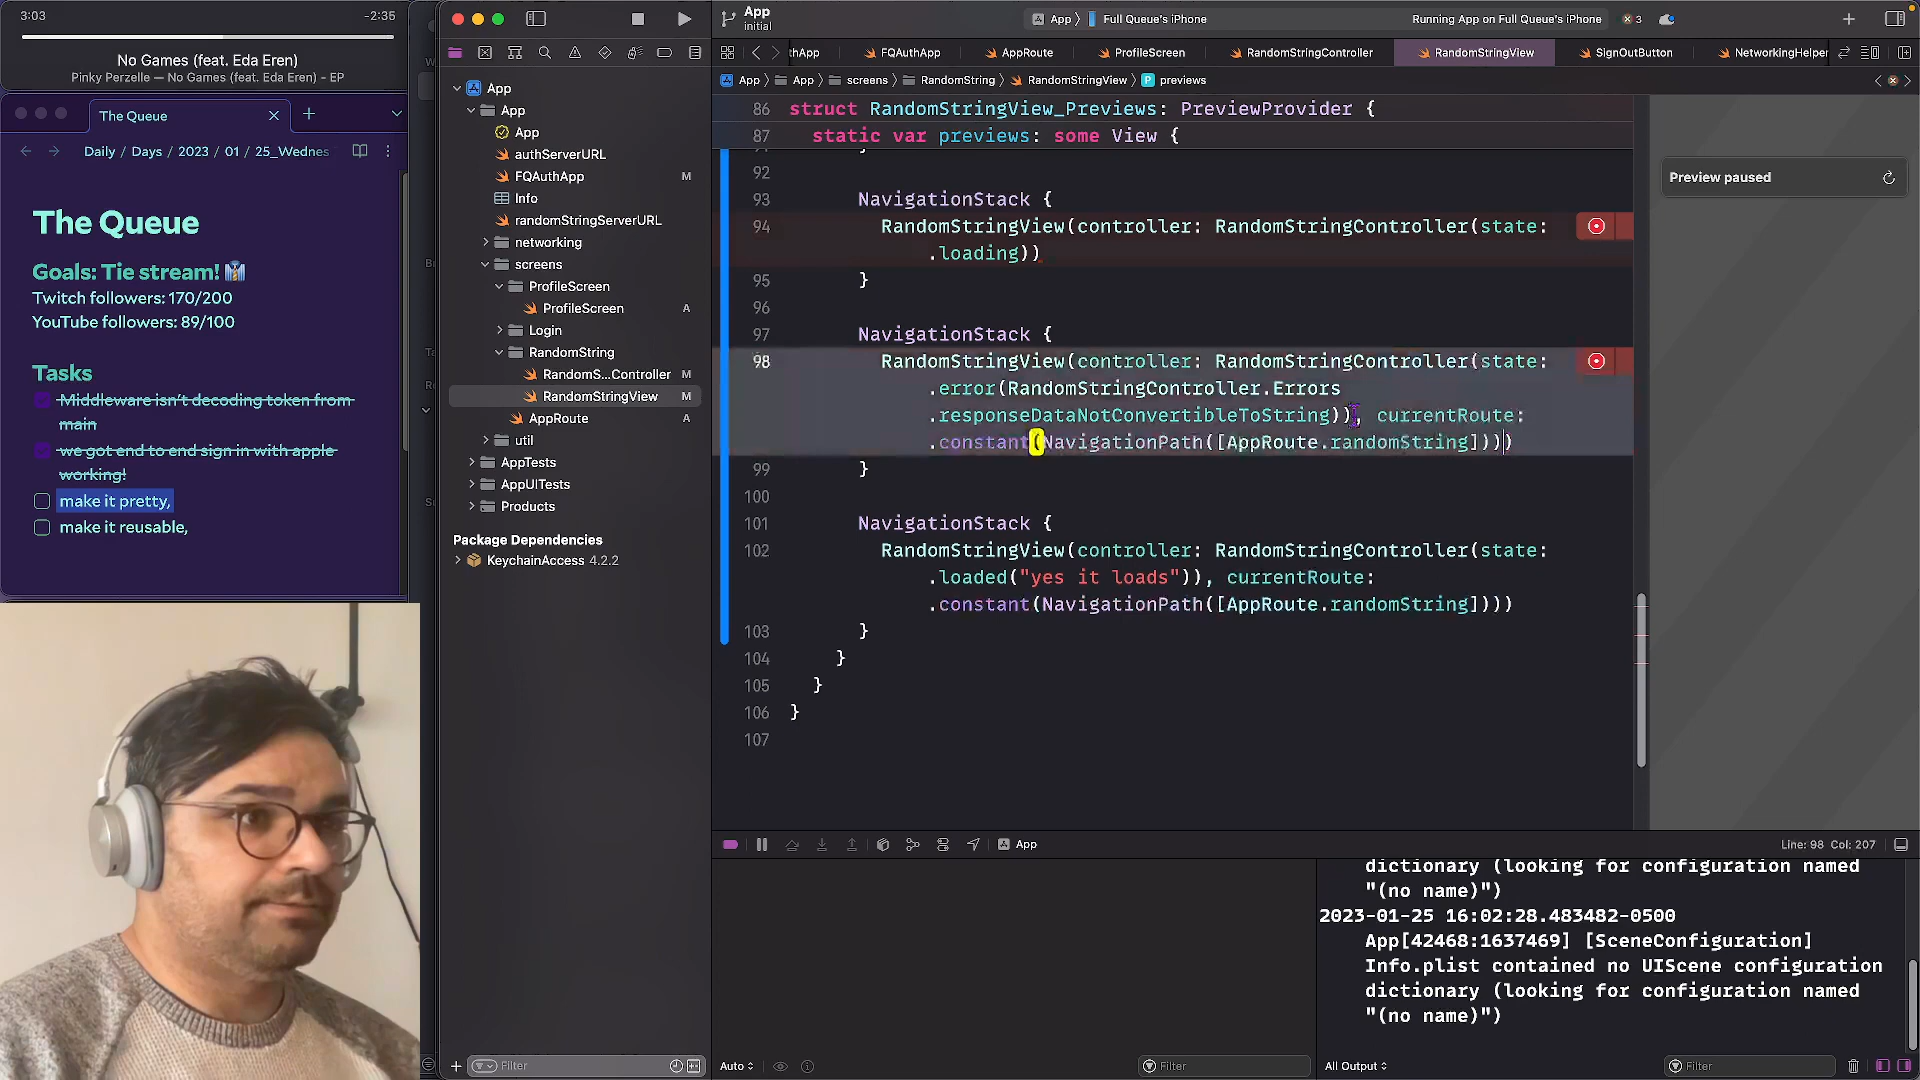 3:03
-2:35
No Games (feat. Eda Eren)
Pinky Perzelle — No Games (feat. Eda Eren) - EP
The Queue
Daily / Days / 2023 / 01 / 25_Wednes
The Queue
Goals: Tie stream! 👔
Twitch followers: 170/200
YouTube followers: 89/100
Tasks
Middleware isn't decoding token from
main
we got end to end sign in with apple
working!
make it pretty,
make it reusable,
App
initial
App
Full Queue's iPhone
Running App on Full Queue's iPhone
3
thApp
FQAuthApp
AppRoute
ProfileScreen
RandomStringController
RandomStringView
SignOutButton
NetworkingHelper
App
App
screens
RandomString
RandomStringView
P
previews
App
App
App
authServerURL
FQAuthApp
M
Info
randomStringServerURL
networking
screens
ProfileScreen
ProfileScreen
A
Login
RandomString
RandomS...Controller
M
RandomStringView
M
AppRoute
A
util
AppTests
AppUITests
Products
Package Dependencies
KeychainAccess 4.2.2
Filter
86 struct RandomStringView_Previews: PreviewProvider {
87 static var previews: some View {
92
93 NavigationStack {
94 RandomStringView(controller: RandomStringController(state:
.loading))
95 }
96
97 NavigationStack {
98 RandomStringView(controller: RandomStringController(state:
.error(RandomStringController.Errors
.responseDataNotConvertibleToString)), currentRoute:
.constant(NavigationPath([AppRoute.randomString])))
99 }
100
101 NavigationStack {
102 RandomStringView(controller: RandomStringController(state:
.loaded("yes it loads")), currentRoute:
.constant(NavigationPath([AppRoute.randomString])))
103 }
104 }
105 }
106 }
107
Preview paused
App
Line: 98 Col: 207
dictionary (looking for configuration named
"(no name)")
2023-01-25 16:02:28.483482-0500
App[42468:1637469] [SceneConfiguration]
Info.plist contained no UIScene configuration
dictionary (looking for configuration named
"(no name)")
Auto
Filter
All Output
Filter